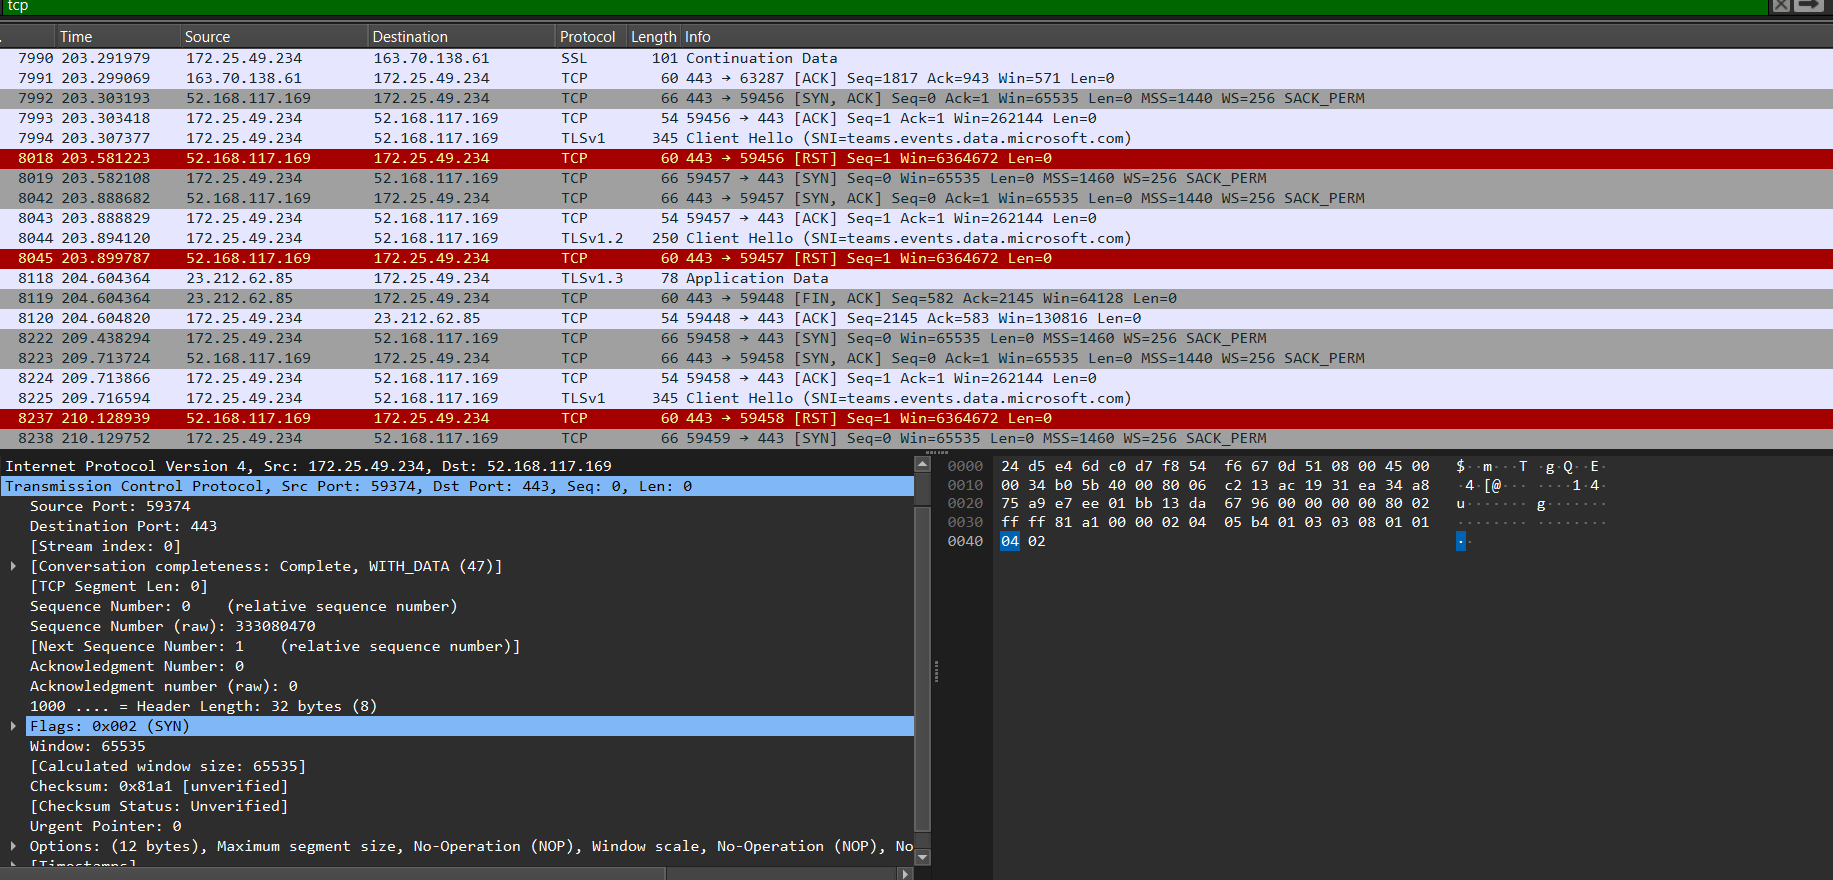 tcp
Time Source Destination Protocol Length Info
7990 203.291979 172.25.49.234 163.70.138.61 SSL 101 Continuation Data
7991 203.299069 163.70.138.61 172.25.49.234 TCP 60 443 → 63287 [ACK] Seq=1817 Ack=943 Win=571 Len=0
7992 203.303193 52.168.117.169 172.25.49.234 TCP 66 443 → 59456 [SYN, ACK] Seq=0 Ack=1 Win=65535 Len=0 MSS=1440 WS=256 SACK_PERM
7993 203.303418 172.25.49.234 52.168.117.169 TCP 54 59456 → 443 [ACK] Seq=1 Ack=1 Win=262144 Len=0
7994 203.307377 172.25.49.234 52.168.117.169 TLSv1 345 Client Hello (SNI=teams.events.data.microsoft.com)
8018 203.581223 52.168.117.169 172.25.49.234 TCP 60 443 → 59456 [RST] Seq=1 Win=6364672 Len=0
8019 203.582108 172.25.49.234 52.168.117.169 TCP 66 59457 → 443 [SYN] Seq=0 Win=65535 Len=0 MSS=1460 WS=256 SACK_PERM
8042 203.888682 52.168.117.169 172.25.49.234 TCP 66 443 → 59457 [SYN, ACK] Seq=0 Ack=1 Win=65535 Len=0 MSS=1440 WS=256 SACK_PERM
8043 203.888829 172.25.49.234 52.168.117.169 TCP 54 59457 → 443 [ACK] Seq=1 Ack=1 Win=262144 Len=0
8044 203.894120 172.25.49.234 52.168.117.169 TLSv1.2 250 Client Hello (SNI=teams.events.data.microsoft.com)
8045 203.899787 52.168.117.169 172.25.49.234 TCP 60 443 → 59457 [RST] Seq=1 Win=6364672 Len=0
8118 204.604364 23.212.62.85 172.25.49.234 TLSv1.3 78 Application Data
8119 204.604364 23.212.62.85 172.25.49.234 TCP 60 443 → 59448 [FIN, ACK] Seq=582 Ack=2145 Win=64128 Len=0
8120 204.604820 172.25.49.234 23.212.62.85 TCP 54 59448 → 443 [ACK] Seq=2145 Ack=583 Win=130816 Len=0
8222 209.438294 172.25.49.234 52.168.117.169 TCP 66 59458 → 443 [SYN] Seq=0 Win=65535 Len=0 MSS=1460 WS=256 SACK_PERM
8223 209.713724 52.168.117.169 172.25.49.234 TCP 66 443 → 59458 [SYN, ACK] Seq=0 Ack=1 Win=65535 Len=0 MSS=1440 WS=256 SACK_PERM
8224 209.713866 172.25.49.234 52.168.117.169 TCP 54 59458 → 443 [ACK] Seq=1 Ack=1 Win=262144 Len=0
8225 209.716594 172.25.49.234 52.168.117.169 TLSv1 345 Client Hello (SNI=teams.events.data.microsoft.com)
8237 210.128939 52.168.117.169 172.25.49.234 TCP 60 443 → 59458 [RST] Seq=1 Win=6364672 Len=0
8238 210.129752 172.25.49.234 52.168.117.169 TCP 66 59459 → 443 [SYN] Seq=0 Win=65535 Len=0 MSS=1460 WS=256 SACK_PERM
Internet Protocol Version 4, Src: 172.25.49.234, Dst: 52.168.117.169
Transmission Control Protocol, Src Port: 59374, Dst Port: 443, Seq: 0, Len: 0
Source Port: 59374
Destination Port: 443
[Stream index: 0]
[Conversation completeness: Complete, WITH_DATA (47)]
[TCP Segment Len: 0]
Sequence Number: 0 (relative sequence number)
Sequence Number (raw): 333080470
[Next Sequence Number: 1 (relative sequence number)]
Acknowledgment Number: 0
Acknowledgment number (raw): 0
1000 .... = Header Length: 32 bytes (8)
Flags: 0x002 (SYN)
Window: 65535
[Calculated window size: 65535]
Checksum: 0x81a1 [unverified]
[Checksum Status: Unverified]
Urgent Pointer: 0
Options: (12 bytes), Maximum segment size, No-Operation (NOP), Window scale, No-Operation (NOP), No
[Timestamps]
0000 24 d5 e4 6d c0 d7 f8 54 f6 67 0d 51 08 00 45 00 $··m···T ·g·Q··E·
0010 00 34 b0 5b 40 00 80 06 c2 13 ac 19 31 ea 34 a8 ·4·[@··· ····1·4·
0020 75 a9 e7 ee 01 bb 13 da 67 96 00 00 00 00 80 02 u······· g·······
0030 ff ff 81 a1 00 00 02 04 05 b4 01 03 03 08 01 01 ········ ········
0040 04 02 ··